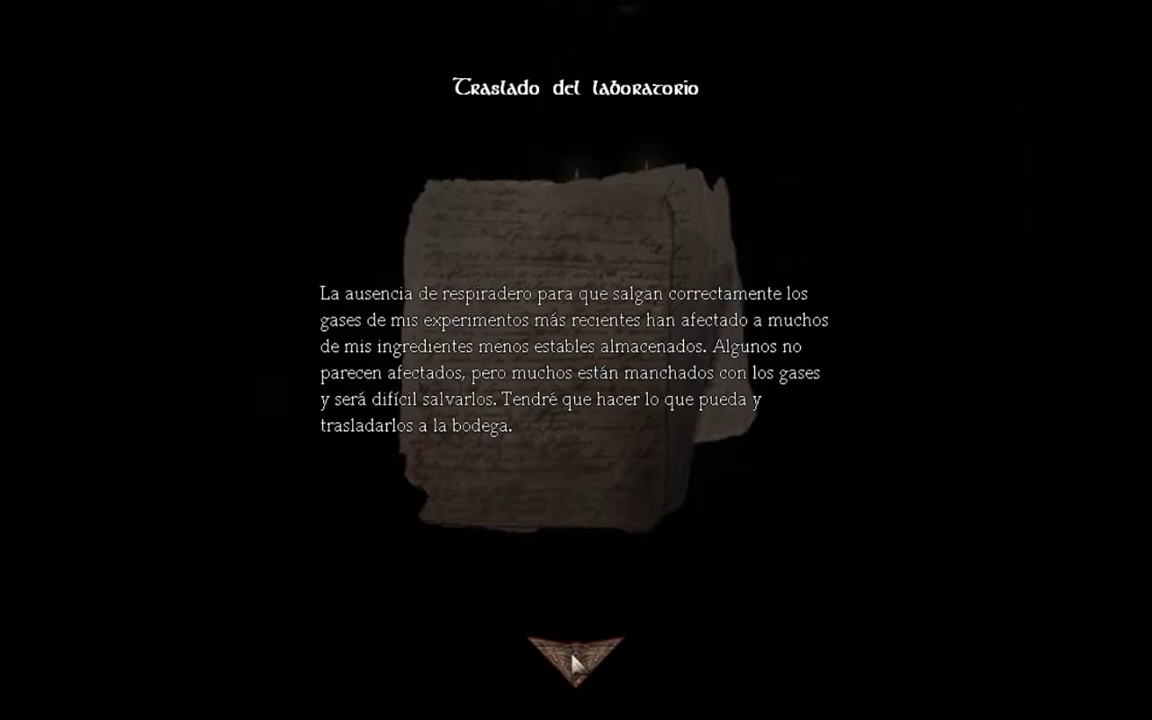 Traslado del laboratorio
La ausencia de respiradero para que salgan correctamente los
gases de mis experimentos más recientes han afectado a muchos
de mis ingredientes menos estables almacenados. Algunos no
parecen afectados, pero muchos están manchados con los gases
y será difícil salvarlos. Tendré que hacer lo que pueda y
trasladarlos a la bodega.